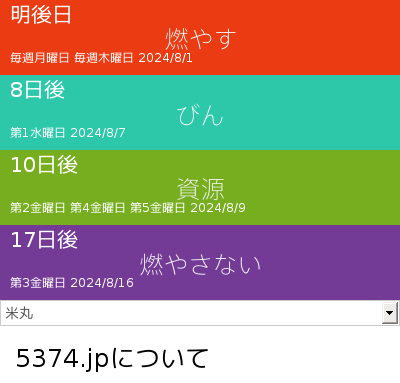 明後日
燃やす
毎週月曜日 毎週木曜日 2024/8/1
8日後
びん
第1水曜日 2024/8/7
10日後
資源
第2金曜日 第4金曜日 第5金曜日 2024/8/9
17日後
燃やさない
第3金曜日 2024/8/16
米丸
5374.jpについて